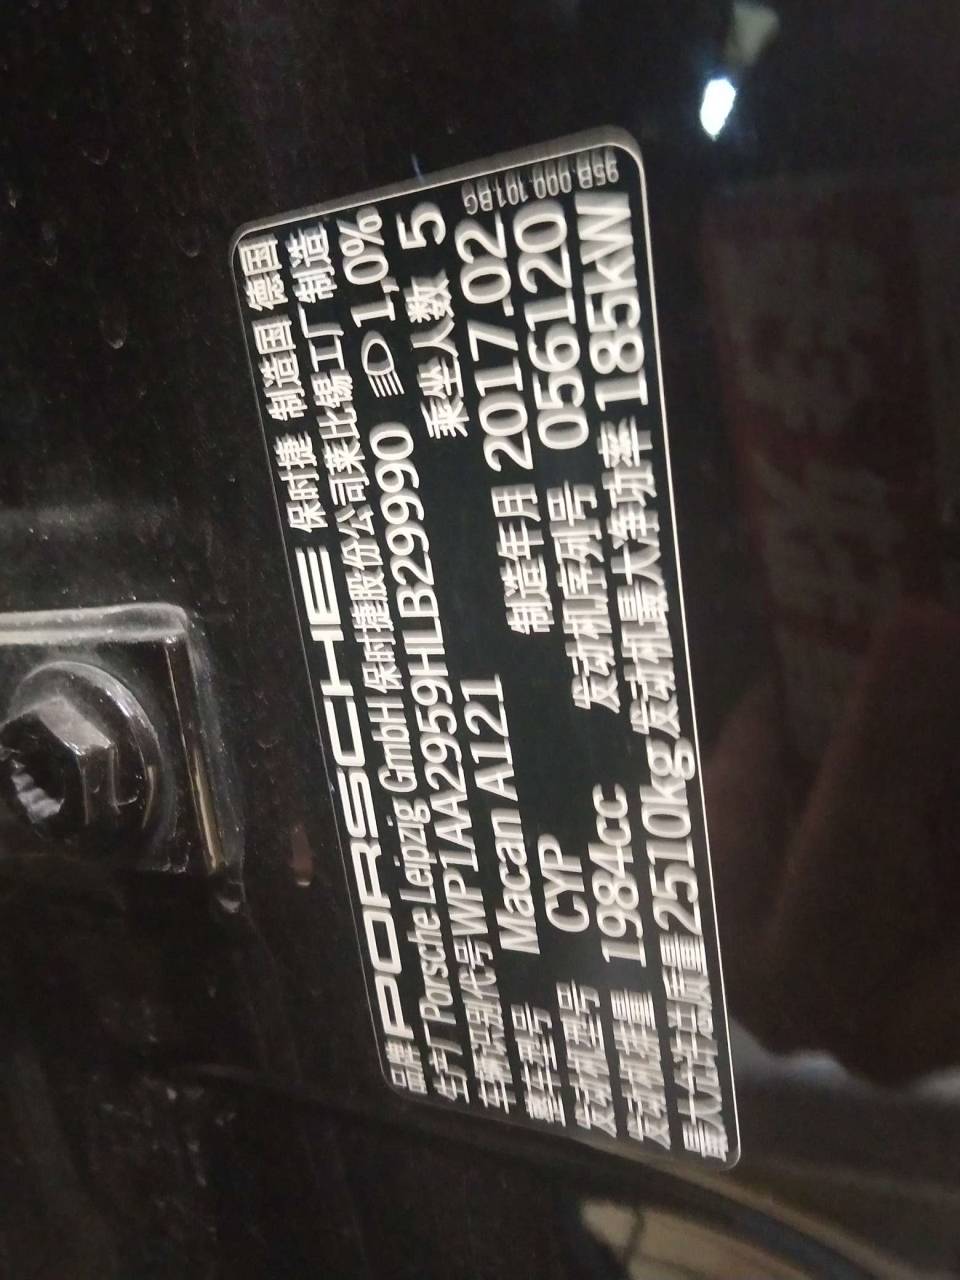 品牌 PORSCHE 保时捷 制造国 德国
生产厂 Porsche Leipzig GmbH 保时捷股份公司莱比锡工厂制造
车辆识别代号 WP1AA2959HLB29990 1,0%
整车型号 Macan A121 乘坐人数 5
发动机型号 CYP 制造年月 2017_02
发动机排量 1984cc 发动机序列号 056120
最大允许总质量 2510kg 发动机最大净功率 185kW
95B.000.101.BG